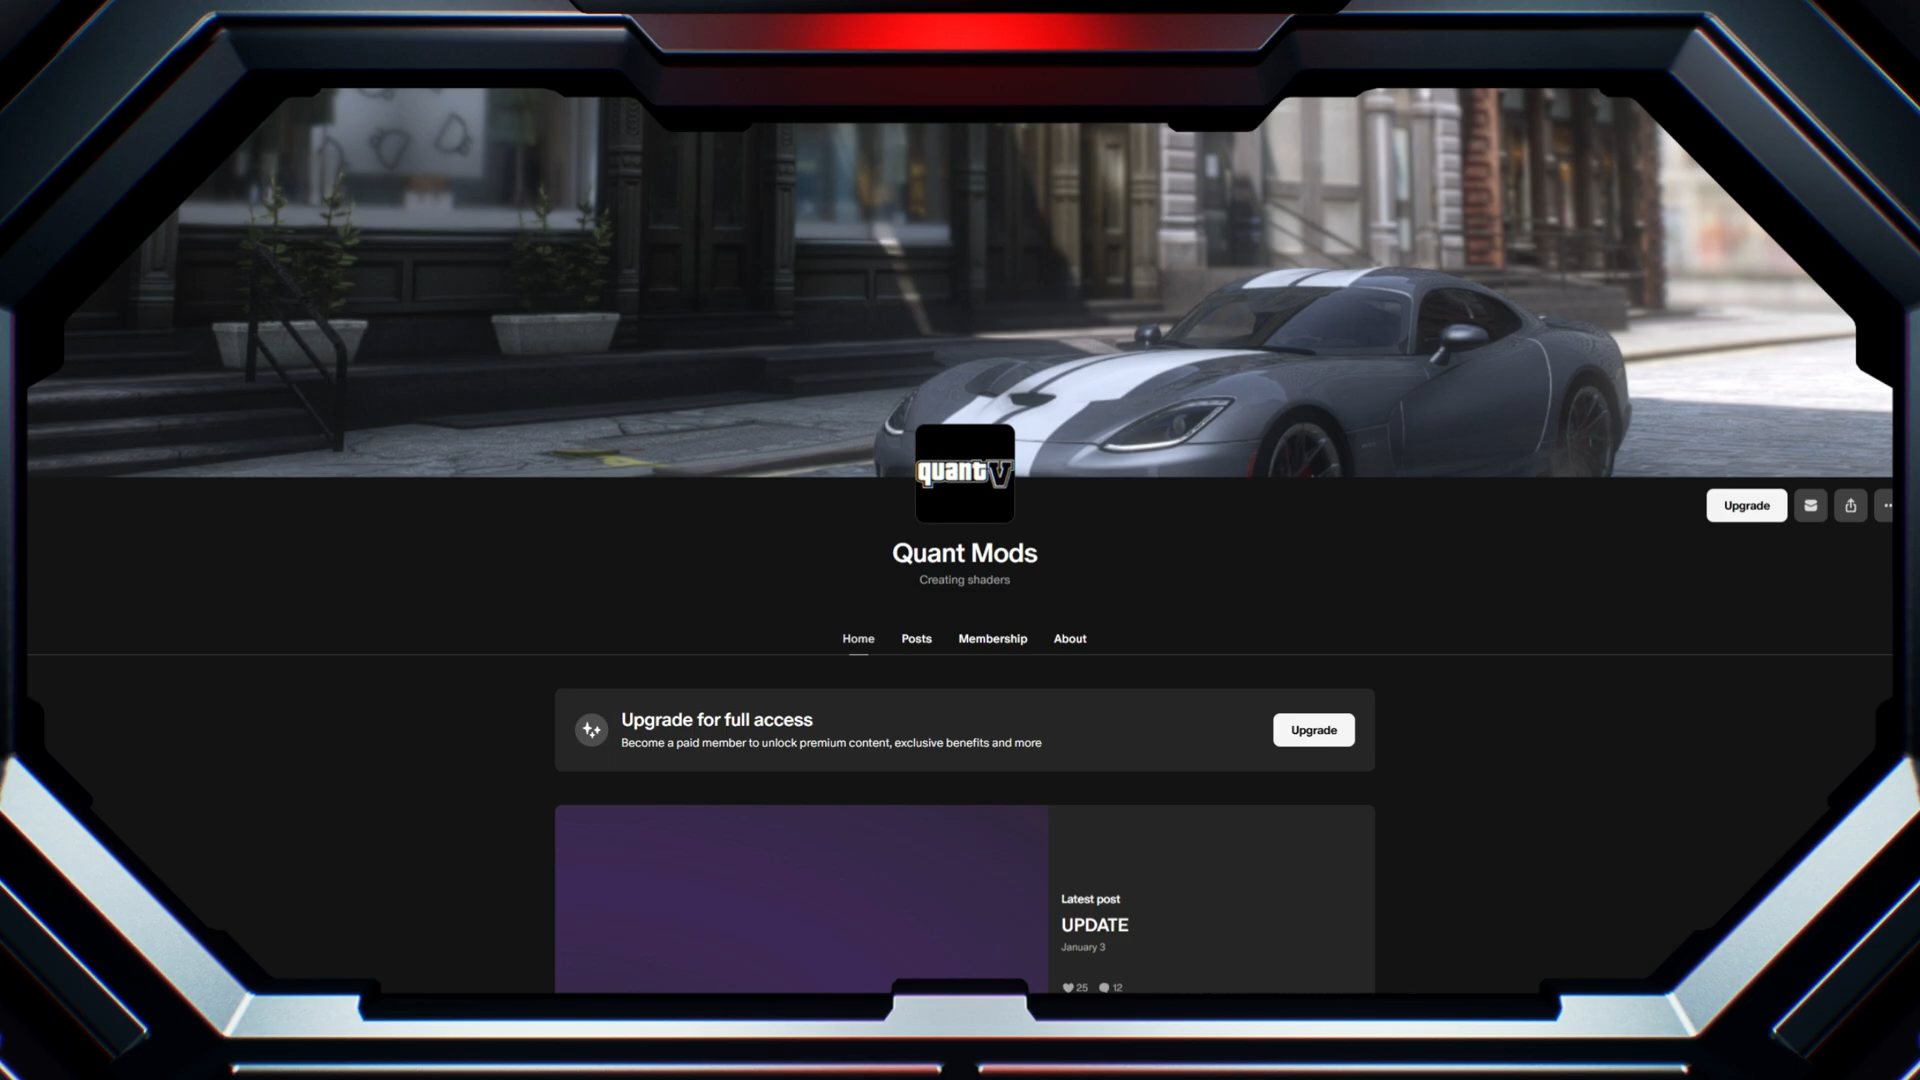 quantV
Upgrade
Quant Mods
Creating shaders
Home Posts Membership About
Upgrade for full access
Become a paid member to unlock premium content, exclusive benefits and more
Upgrade
Latest post
UPDATE
January 3
25 12